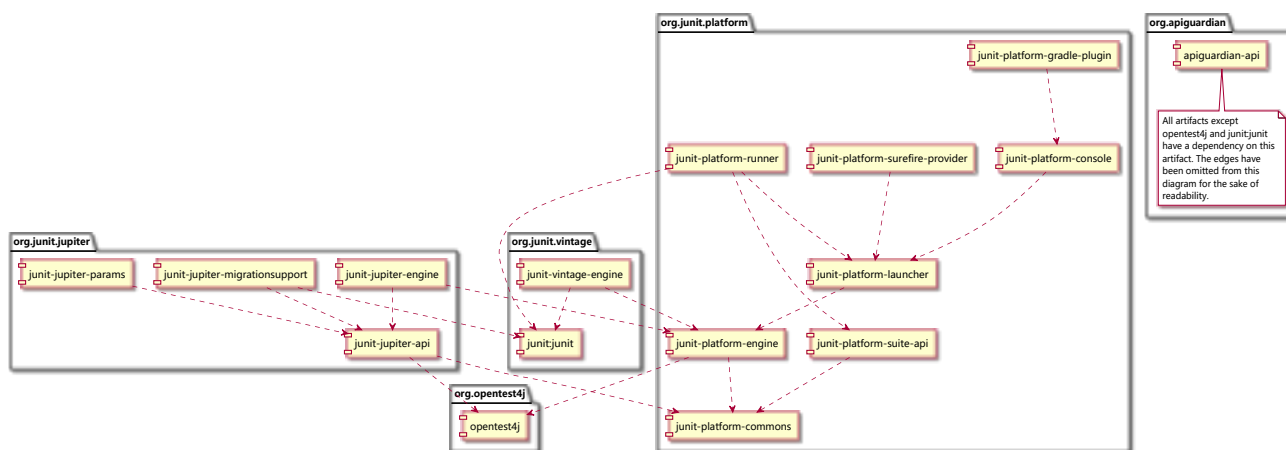 org.junit.platform
org.apiguardian
junit-platform-gradle-plugin
apiguardian-api
All artifacts except
opentest4j and junit:junit
have a dependency on this
artifact. The edges have
been omitted from this
diagram for the sake of
readability.
junit-platform-runner
junit-platform-surefire-provider
junit-platform-console
org.junit.jupiter
org.junit.vintage
junit-jupiter-params
junit-jupiter-migrationsupport
junit-jupiter-engine
junit-vintage-engine
junit-platform-launcher
junit-jupiter-api
junit:junit
junit-platform-engine
junit-platform-suite-api
org.opentest4j
opentest4j
junit-platform-commons